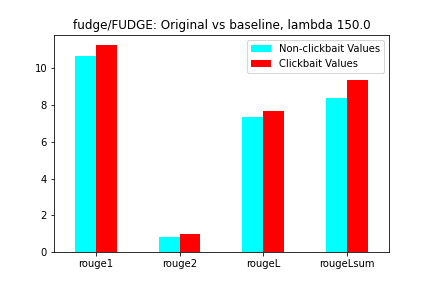 fudge/FUDGE: Original vs baseline, lambda 150.0
Non-clickbait Values
Clickbait Values
10
8
6
4
2
0
rouge1 rouge2 rougeL rougeLsum